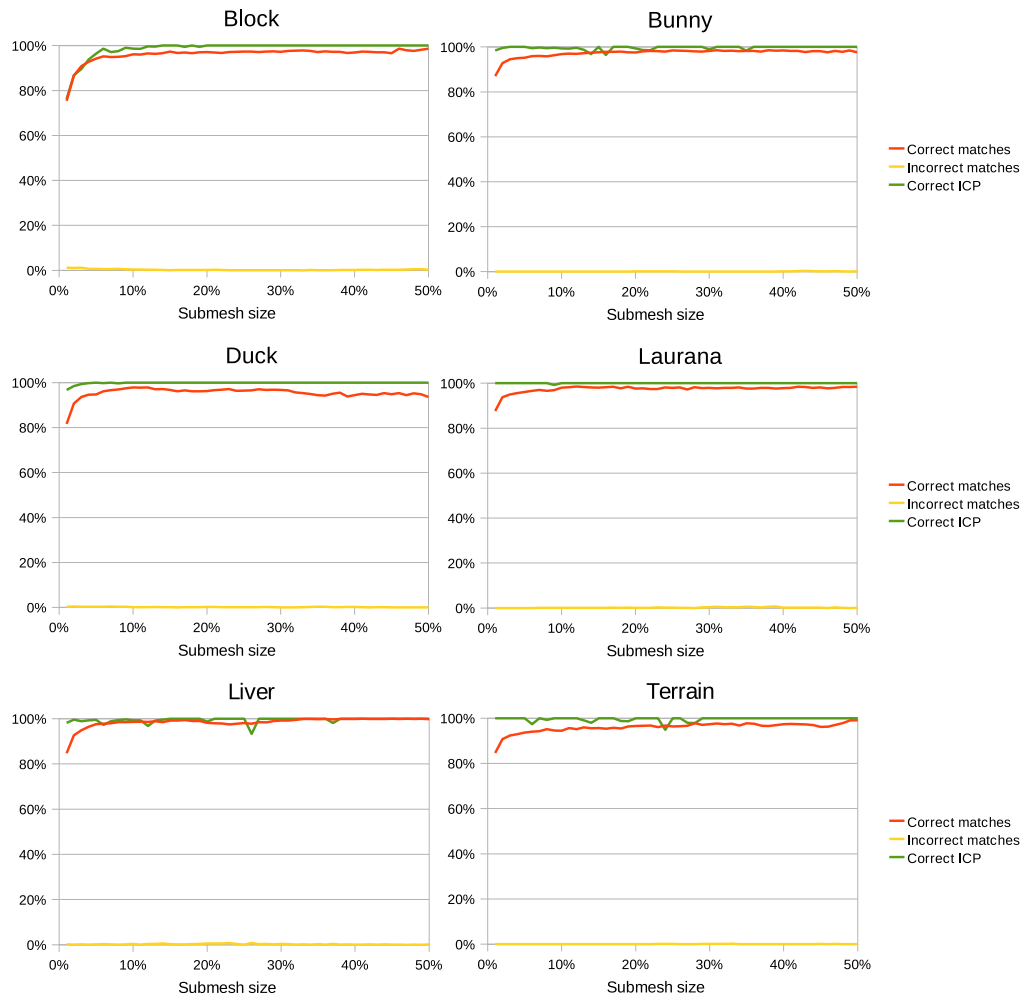 Block
100%
80%
60%
40%
20%
0%
0% 10% 20% 30% 40% 50%
Submesh size
Bunny
100%
80%
60%
40%
20%
0%
0% 10% 20% 30% 40% 50%
Submesh size
Correct matches
Incorrect matches
Correct ICP
Duck
100%
80%
60%
40%
20%
0%
0% 10% 20% 30% 40% 50%
Submesh size
Laurana
100%
80%
60%
40%
20%
0%
0% 10% 20% 30% 40% 50%
Submesh size
Correct matches
Incorrect matches
Correct ICP
Liver
100%
80%
60%
40%
20%
0%
0% 10% 20% 30% 40% 50%
Submesh size
Terrain
100%
80%
60%
40%
20%
0%
0% 10% 20% 30% 40% 50%
Submesh size
Correct matches
Incorrect matches
Correct ICP